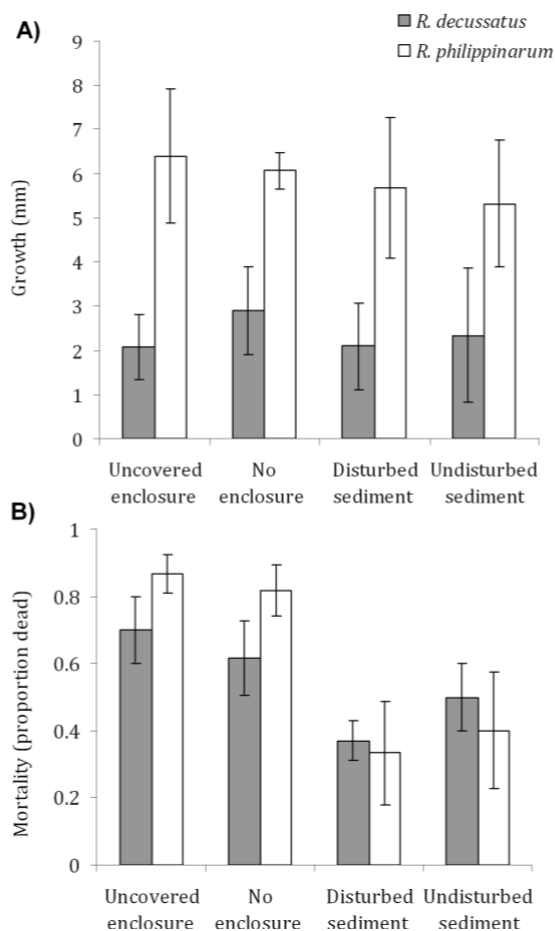 A)
R. decussatus
R. philippinarum
Growth (mm)
9
8
7
6
5
4
3
2
1
0
Uncovered enclosure
No enclosure
Disturbed sediment
Undisturbed sediment
B)
Mortality (proportion dead)
1
0.8
0.6
0.4
0.2
0
Uncovered enclosure
No enclosure
Disturbed sediment
Undisturbed sediment